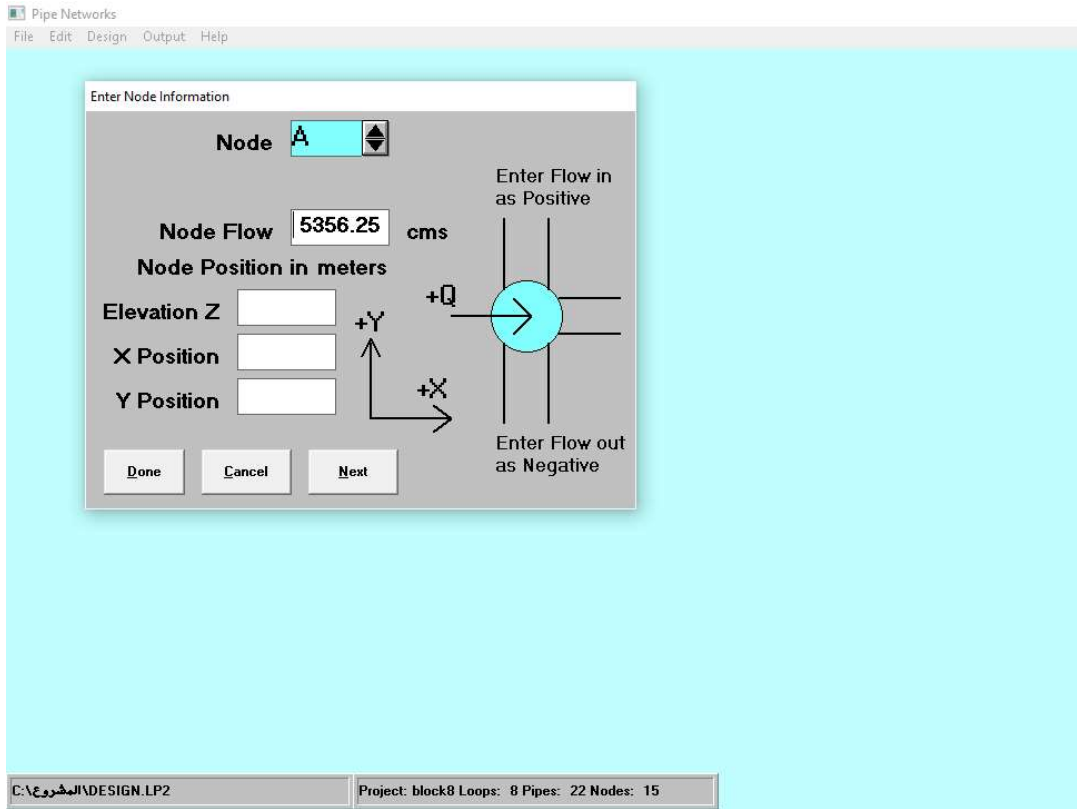 Pipe Networks
File Edit Design Output Help
Enter Node Information
Node A
Enter Flow in
as Positive
Node Flow 5356.25 cms
Node Position in meters
+Q
Elevation Z
+Y
X Position
+X
Y Position
Enter Flow out
as Negative
Done Cancel Next
C:\المشروع\DESIGN.LP2 Project: block8 Loops: 8 Pipes: 22 Nodes: 15